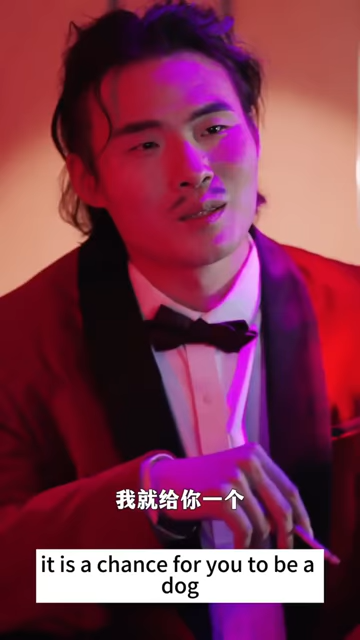 我就给你一个
it is a chance for you to be a
dog